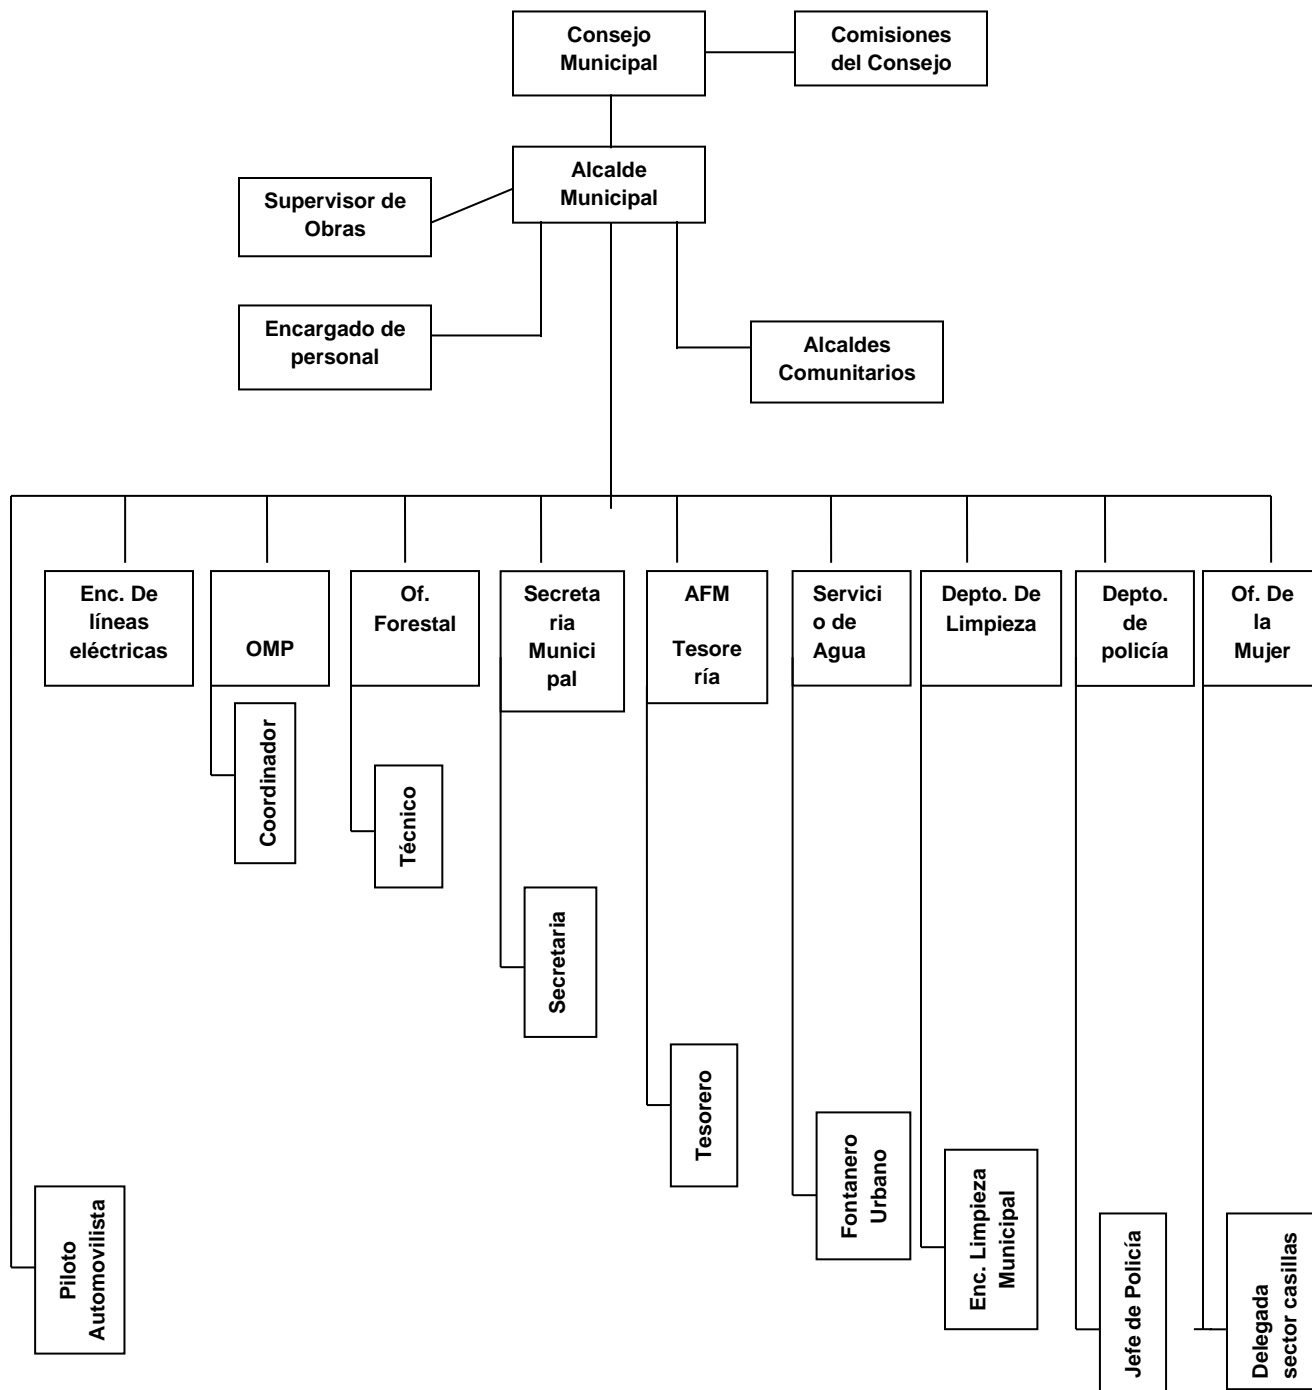 Consejo
Municipal
Comisiones
del Consejo
Alcalde
Municipal
Supervisor de
Obras
Encargado de
personal
Alcaldes
Comunitarios
Enc. De
líneas
eléctricas
OMP
Of.
Forestal
Secreta
ria
Munici
pal
AFM
Tesore
ría
Servici
o de
Agua
Depto. De
Limpieza
Depto.
de
policía
Of. De
la
Mujer
Coordinador
Técnico
Secretaria
Tesorero
Fontanero
Urbano
Enc. Limpieza
Municipal
Piloto
Automovilista
Jefe de Policía
Delegada
sector casillas